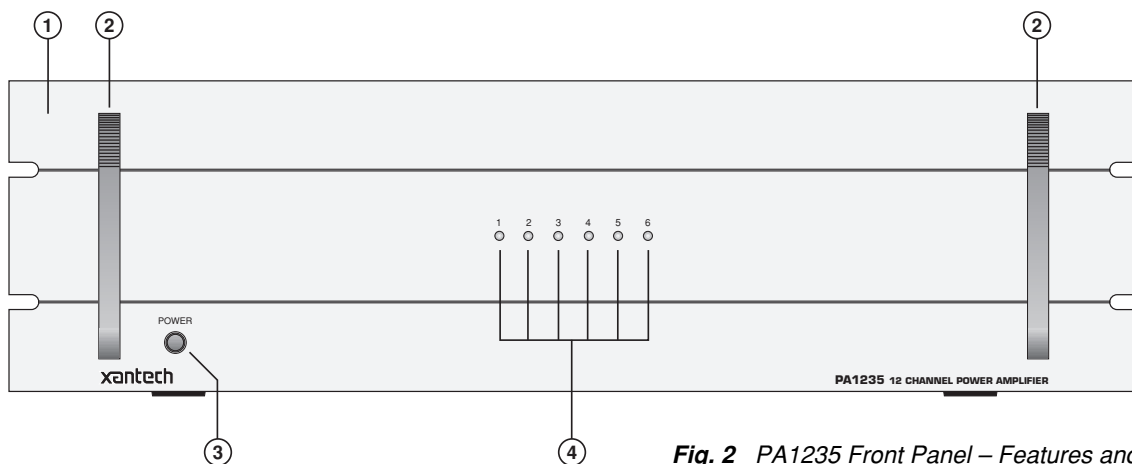 1 2 2
1 2 3 4 5 6
POWER
xantech
PA1235 12 CHANNEL POWER AMPLIFIER
3 4
Fig. 2 PA1235 Front Panel – Features and